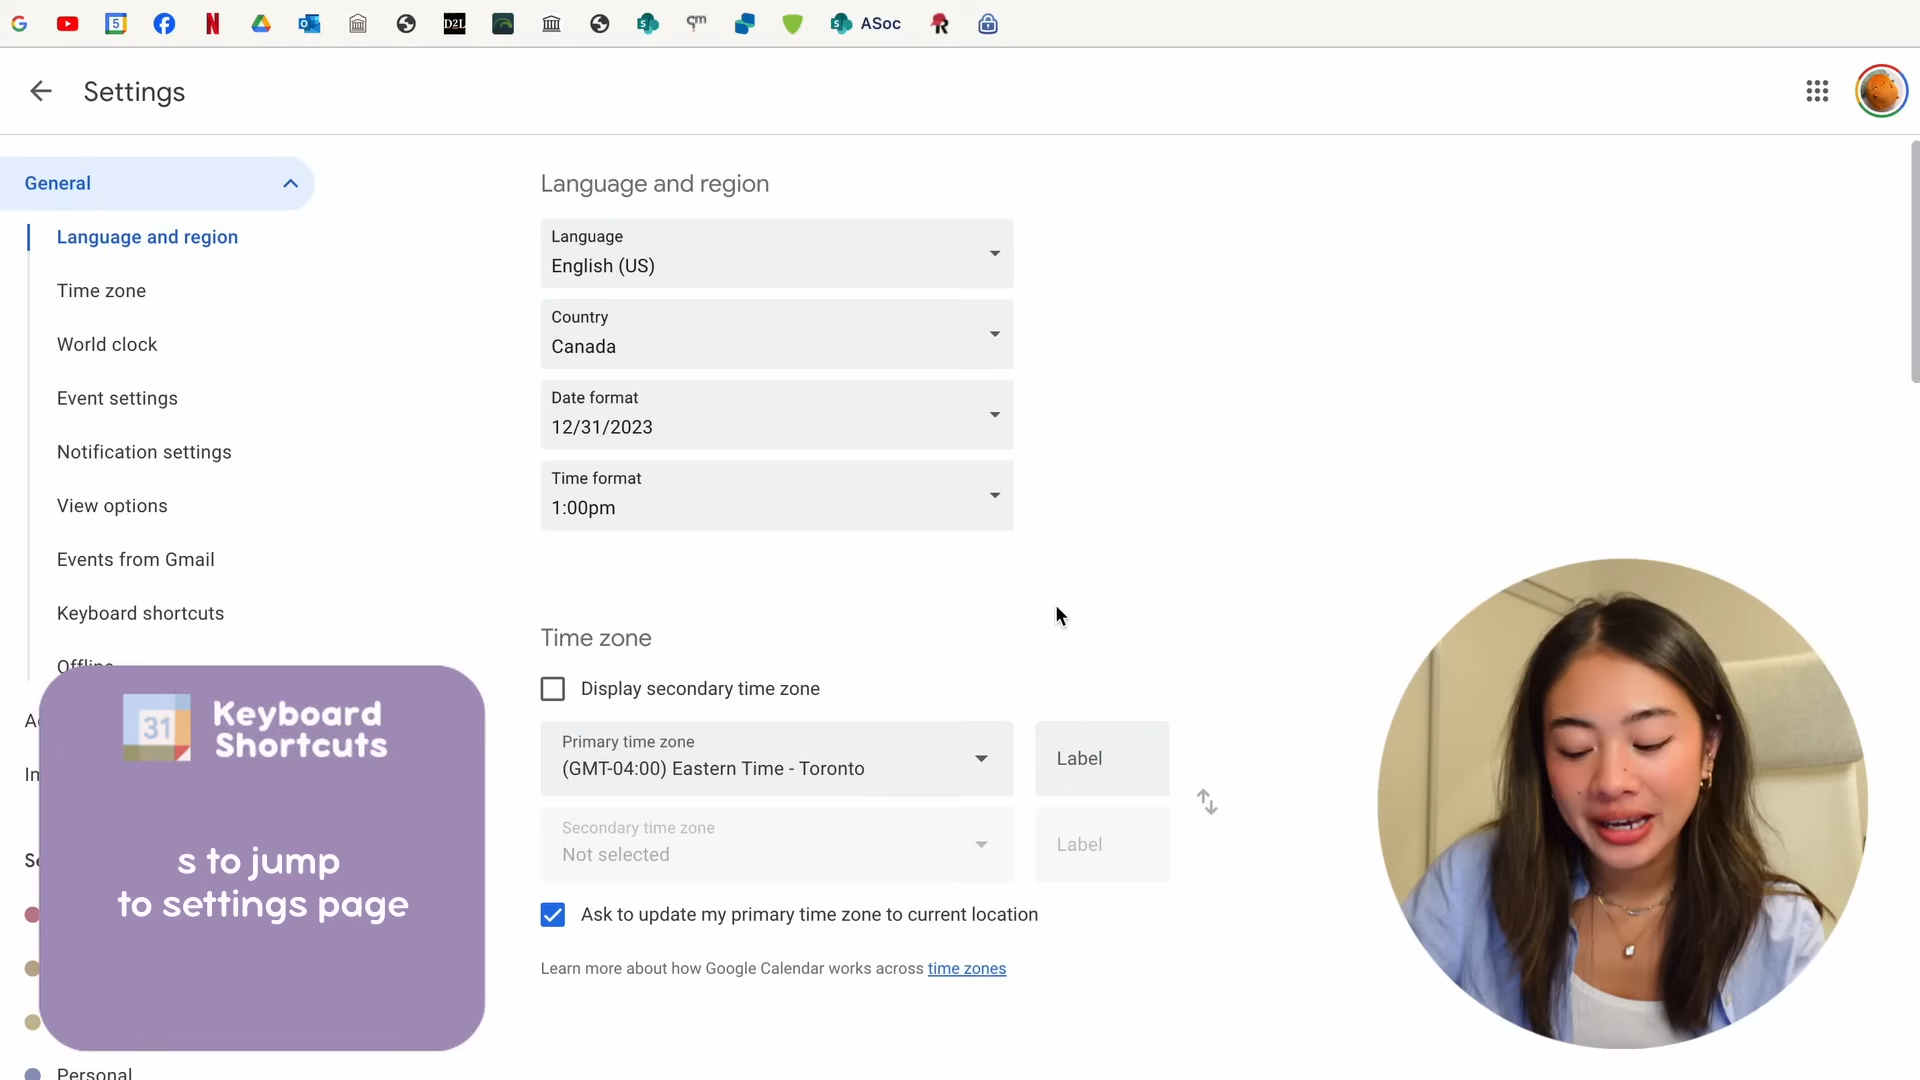 G
5
N
D2L
S
qm
S
ASoc
Settings
General
Language and region
Time zone
World clock
Event settings
Notification settings
View options
Events from Gmail
Keyboard shortcuts
Offline
Personal
Language and region
Language
English (US)
Country
Canada
Date format
12/31/2023
Time format
1:00pm
Time zone
Display secondary time zone
Primary time zone
(GMT-04:00) Eastern Time - Toronto
Label
Secondary time zone
Not selected
Label
Ask to update my primary time zone to current location
Learn more about how Google Calendar works across time zones
31
Keyboard
Shortcuts
s to jump
to settings page